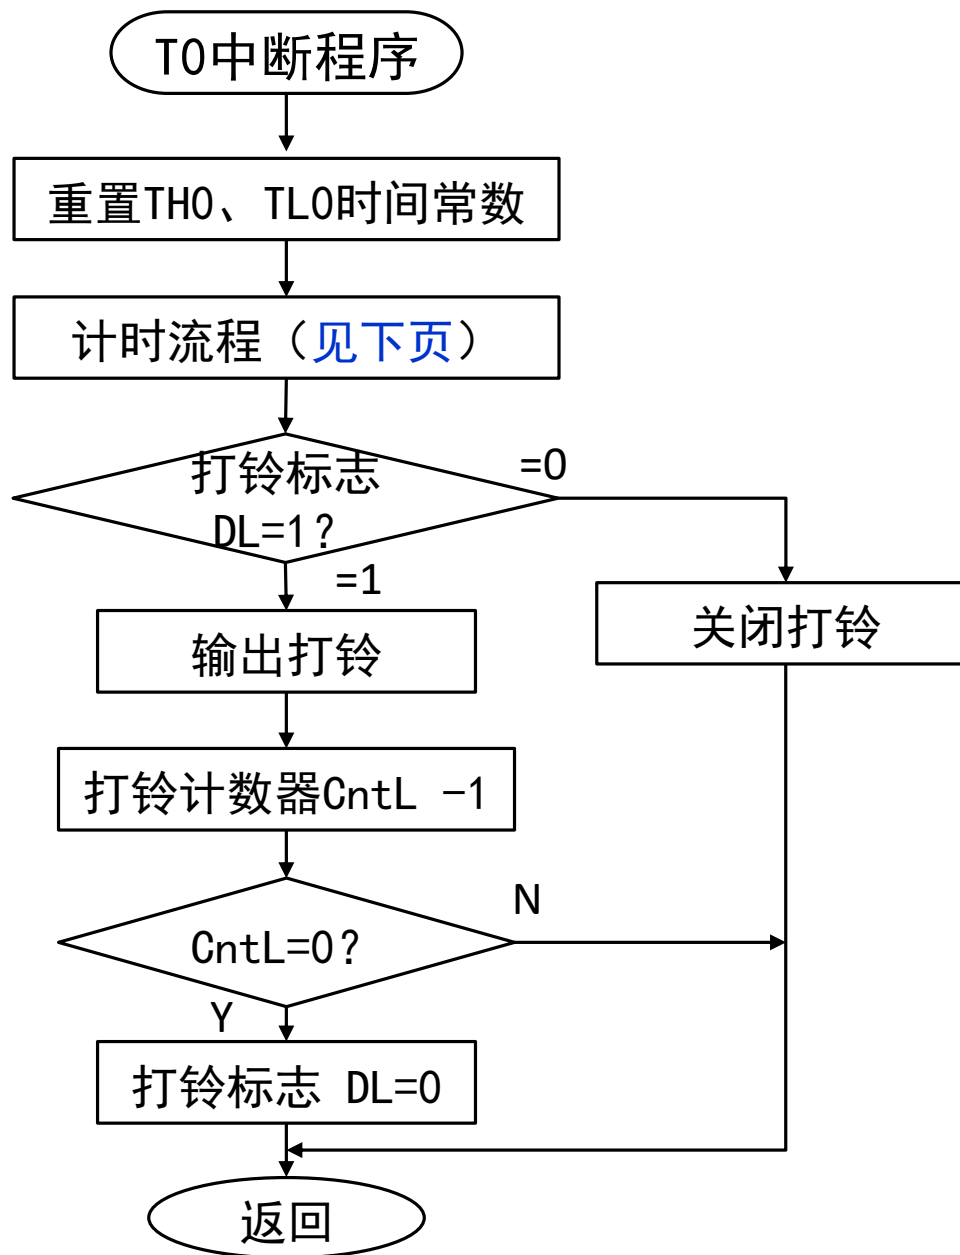 T0中断程序
重置TH0、TL0时间常数
计时流程（见下页）
打铃标志
DL=1?
=0
=1
输出打铃
关闭打铃
打铃计数器CntL -1
CntL=0?
N
Y
打铃标志 DL=0
返回